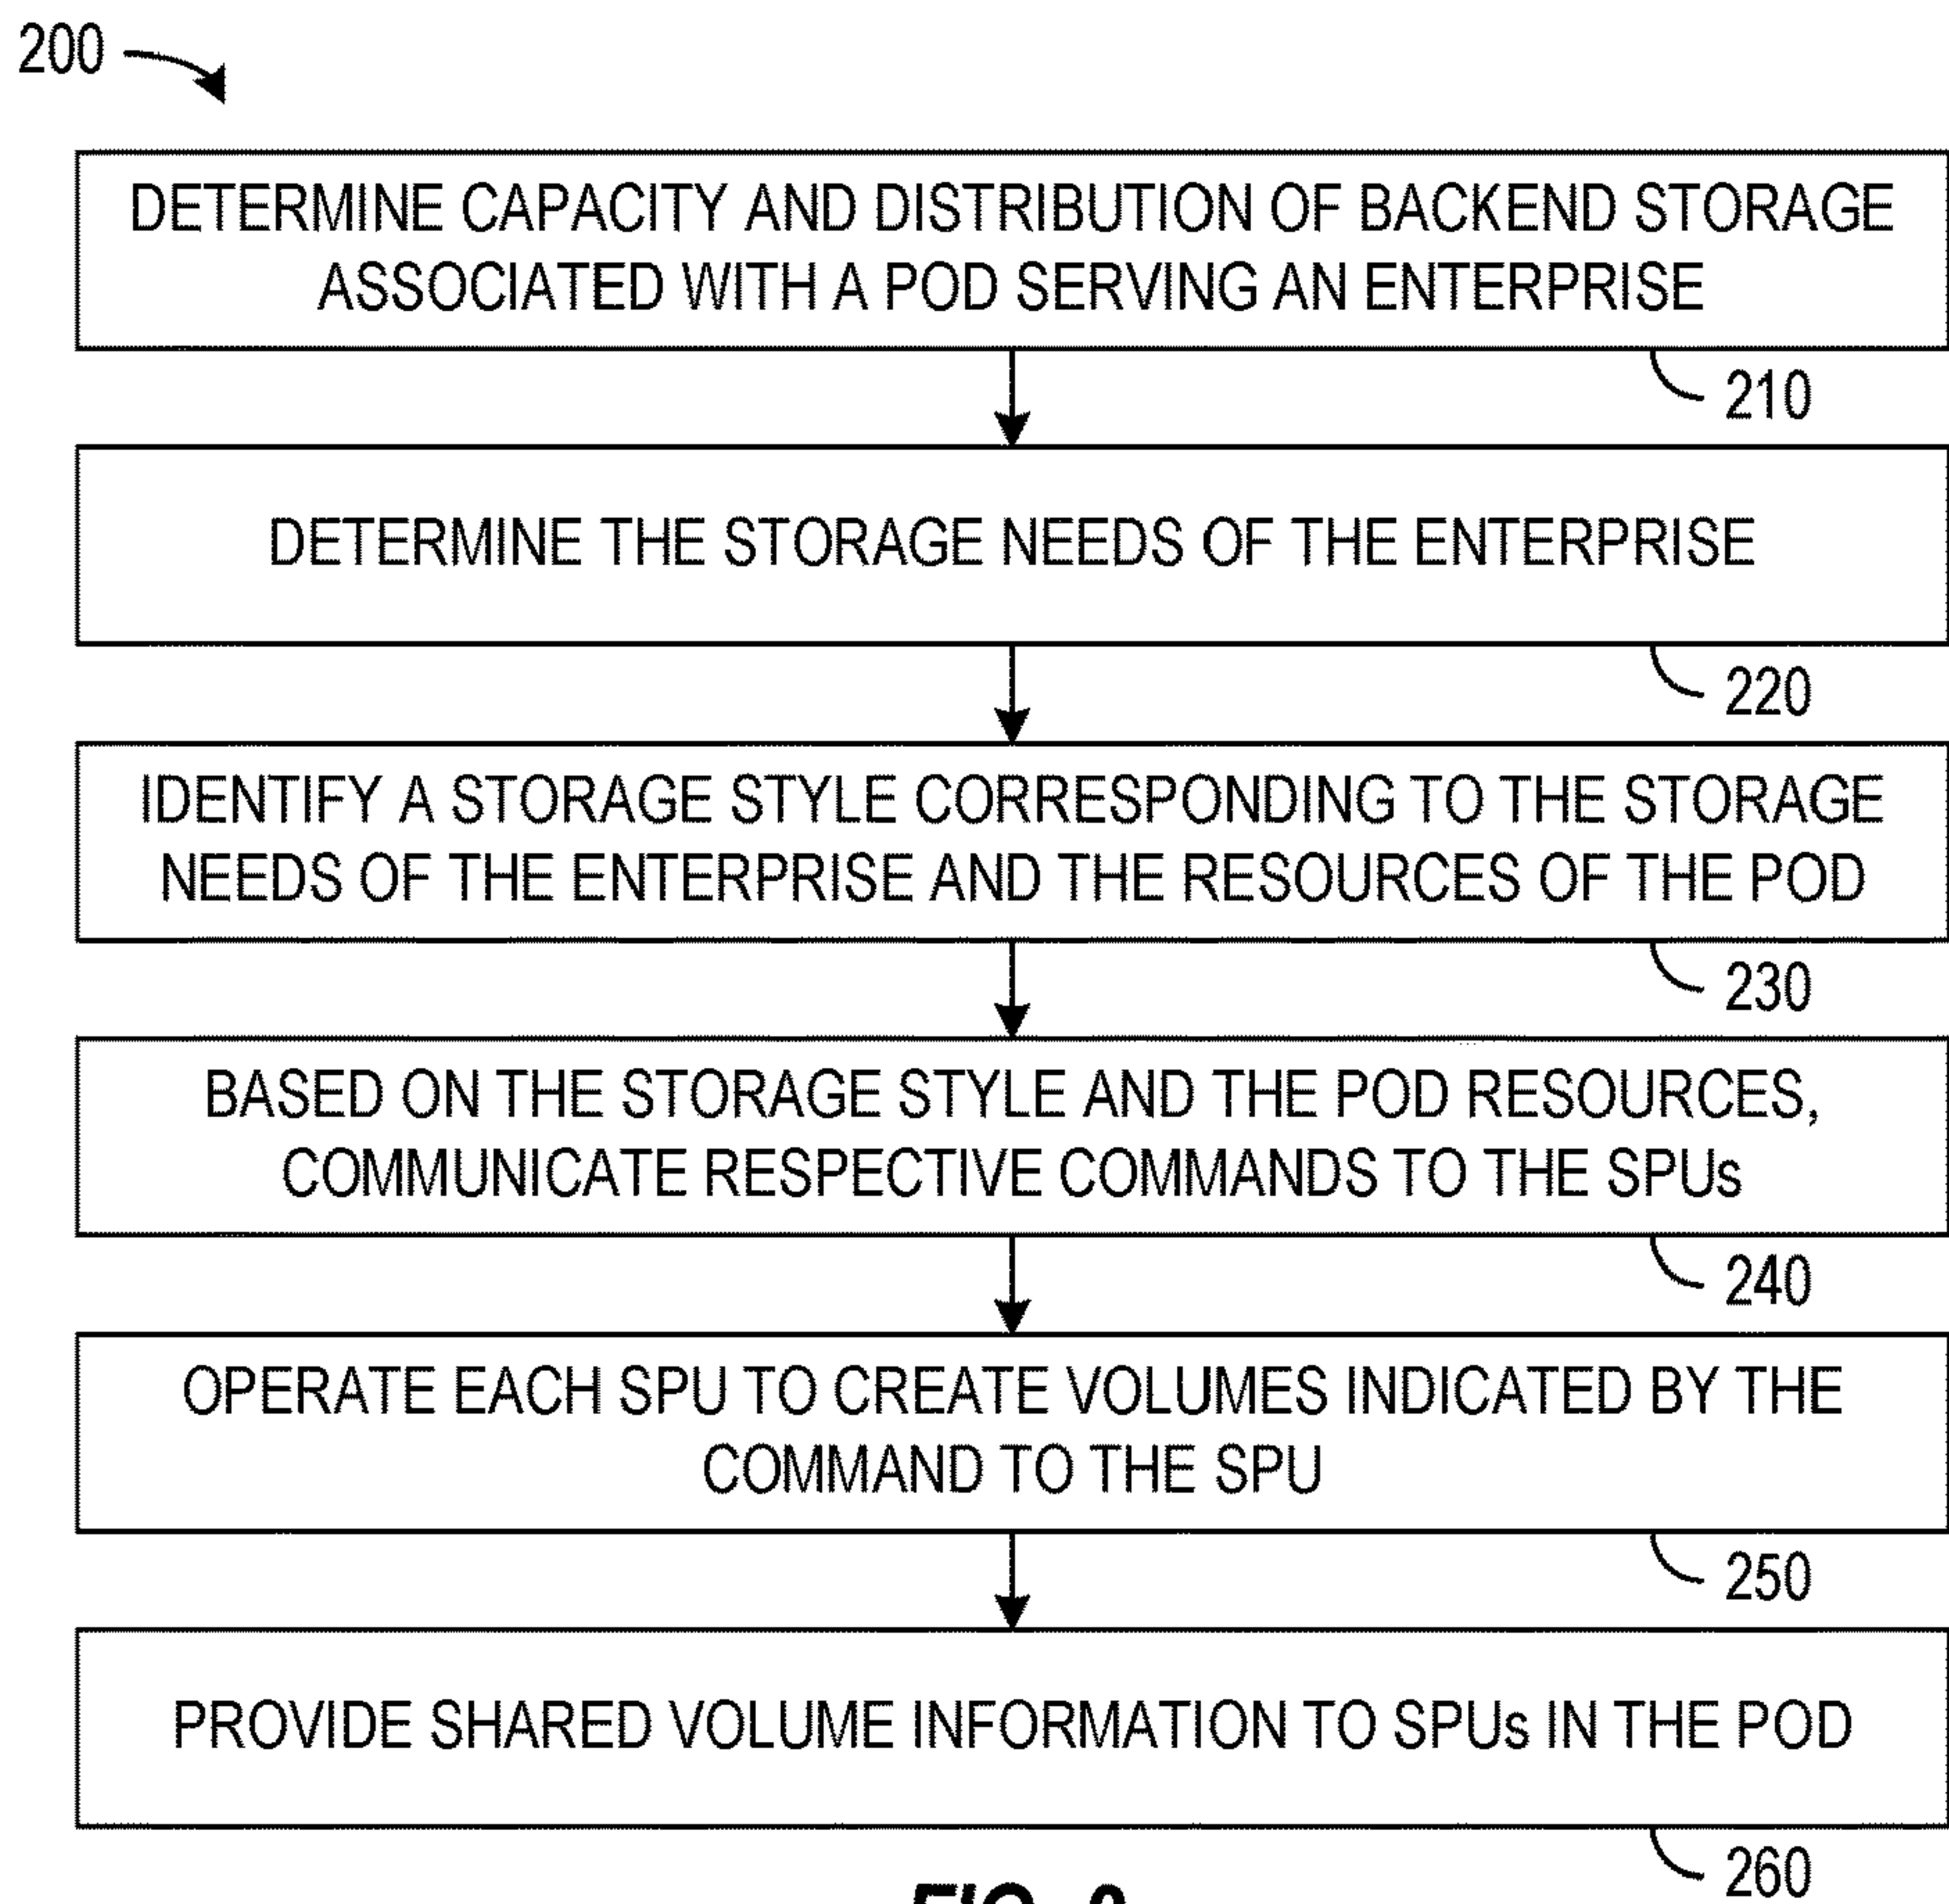 200
DETERMINE CAPACITY AND DISTRIBUTION OF BACKEND STORAGE
ASSOCIATED WITH A POD SERVING AN ENTERPRISE
210
DETERMINE THE STORAGE NEEDS OF THE ENTERPRISE
220
IDENTIFY A STORAGE STYLE CORRESPONDING TO THE STORAGE
NEEDS OF THE ENTERPRISE AND THE RESOURCES OF THE POD
230
BASED ON THE STORAGE STYLE AND THE POD RESOURCES,
COMMUNICATE RESPECTIVE COMMANDS TO THE SPUs
240
OPERATE EACH SPU TO CREATE VOLUMES INDICATED BY THE
COMMAND TO THE SPU
250
PROVIDE SHARED VOLUME INFORMATION TO SPUs IN THE POD
260
FIG.